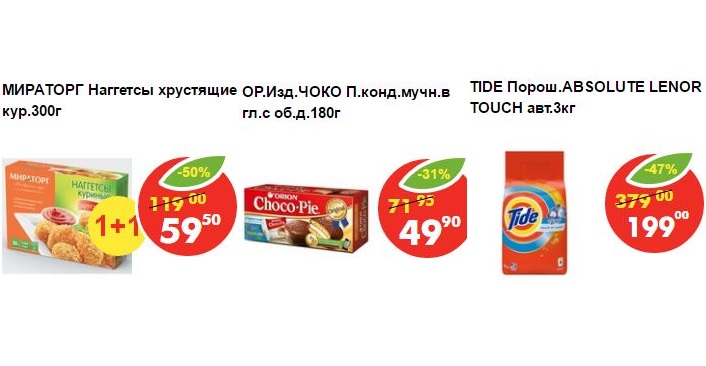 МИРАТОРГ Наггетсы хрустящие
кур.300г
МИРАТОРГ
НАГГЕТСЫ
куриные
1+1
-50%
119 00
59 50
ОР.Изд.ЧОКО П.конд.мучн.в
гл.с об.д.180г
ORION
Choco·Pie
Original
-31%
71 95
49 90
TIDE Порош.ABSOLUTE LENOR
TOUCH авт.3кг
Tide
-47%
379 00
199 00